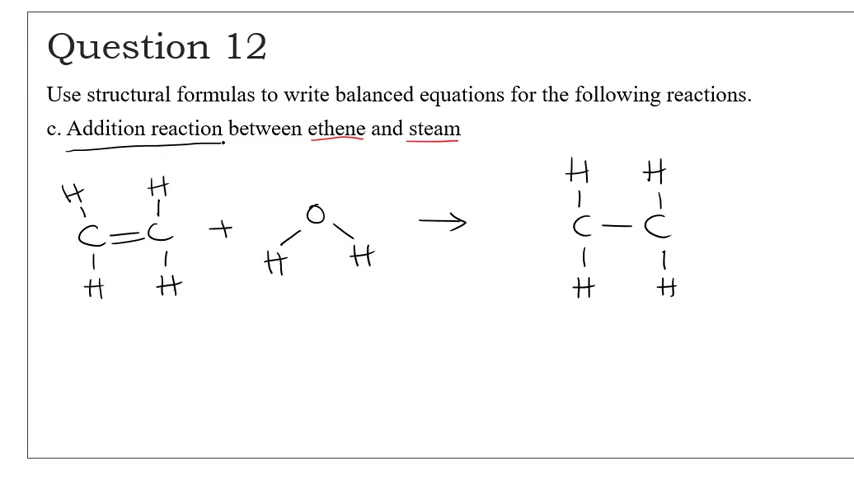 Question 12
Use structural formulas to write balanced equations for the following reactions.
c. Addition reaction between ethene and steam
H H H H
C=C + O → C-C
H H H H H H